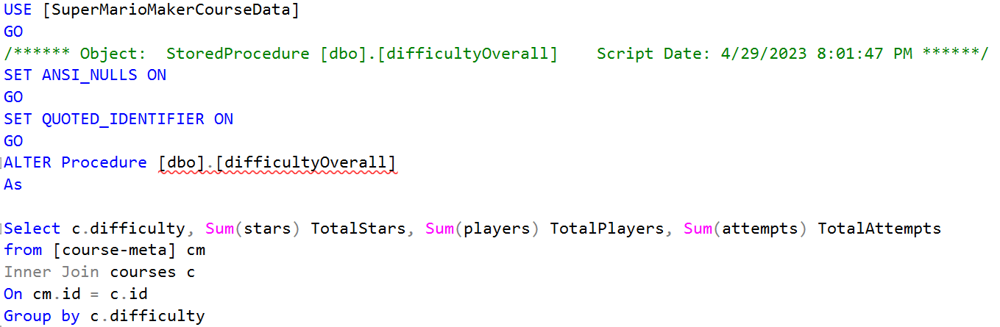 USE [SuperMarioMakerCourseData]
GO
/****** Object:  StoredProcedure [dbo].[difficultyOverall]    Script Date: 4/29/2023 8:01:47 PM ******/
SET ANSI_NULLS ON
GO
SET QUOTED_IDENTIFIER ON
GO
ALTER Procedure [dbo].[difficultyOverall]
As
Select c.difficulty, Sum(stars) TotalStars, Sum(players) TotalPlayers, Sum(attempts) TotalAttempts
from [course-meta] cm
Inner Join courses c
On cm.id = c.id
Group by c.difficulty